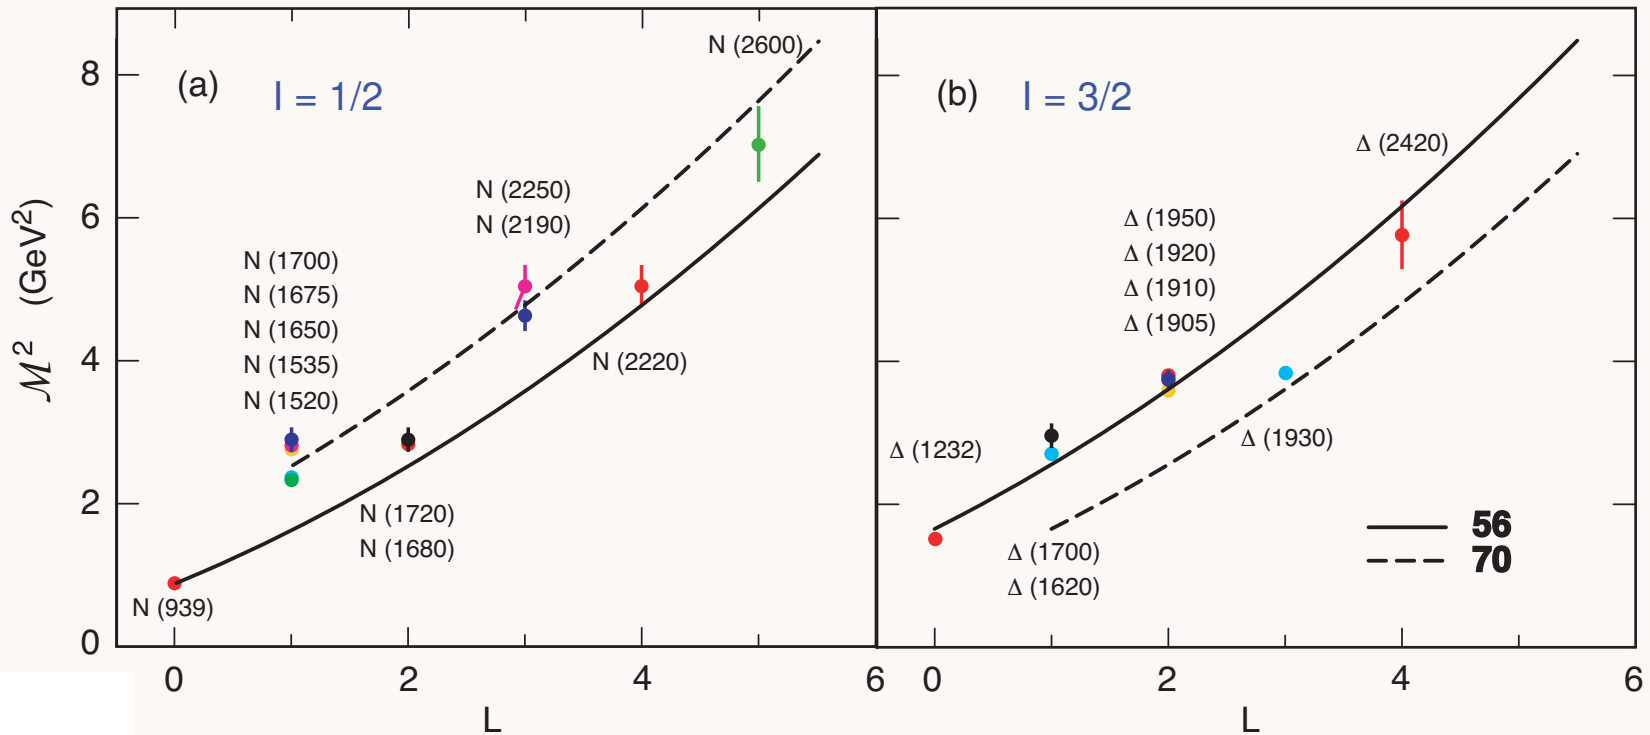 (a) I = 1/2
N (2600)
N (2250)
N (2190)
N (1700)
N (1675)
N (1650)
N (1535)
N (1520)
N (2220)
N (1720)
N (1680)
N (939)
8
6
4
2
0
ℳ² (GeV²)
0 2 4 6
L
(b) I = 3/2
Δ (2420)
Δ (1950)
Δ (1920)
Δ (1910)
Δ (1905)
Δ (1232)
Δ (1930)
Δ (1700)
Δ (1620)
56
70
0 2 4 6
L